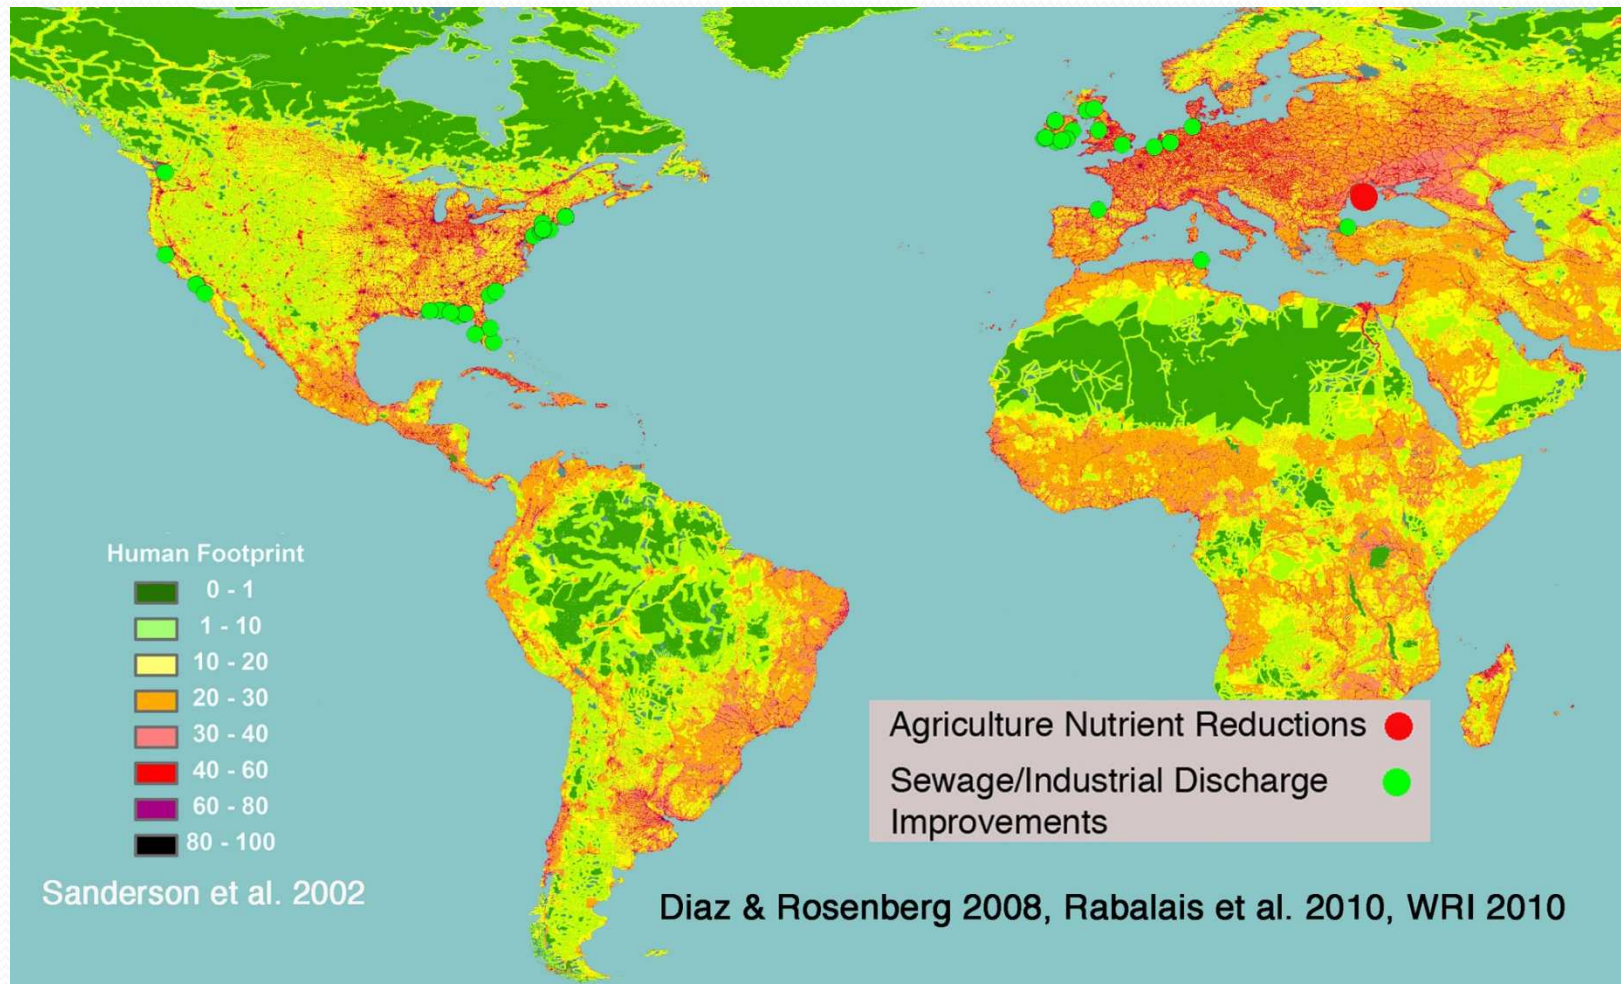 Human Footprint
0 - 1
1 - 10
10 - 20
20 - 30
30 - 40
40 - 60
60 - 80
80 - 100
Sanderson et al. 2002
Agriculture Nutrient Reductions
Sewage/Industrial Discharge
Improvements
Diaz & Rosenberg 2008, Rabalais et al. 2010, WRI 2010